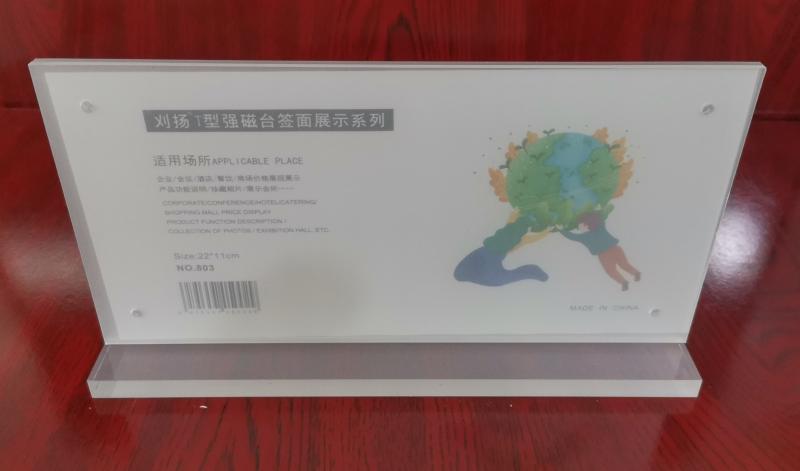 刈扬 T型强磁台签面展示系列
适用场所APPLICABLE PLACE
企业/会议/酒店/餐饮/商场价格展现展示
产品功能说明/珍藏相片/展示会所······
CORPORATE/CONFERENCE/HOTEL/CATERING/
SHOPPING MALL PRICE DISPLAY
PRODUCT FUNCTION DESCRIPTION /
COLLECTION OF PHOTOS / EXHIBITION HALL, ETC.
Size:22*11cm
NO.803
MADE IN CHINA